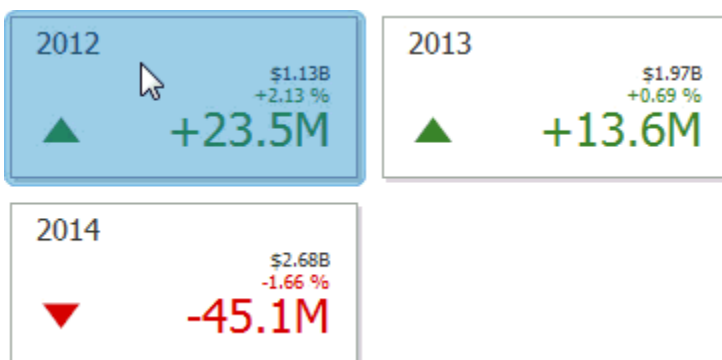 2012
$1.13B
+2.13 %
+23.5M
2013
$1.97B
+0.69 %
+13.6M
2014
$2.68B
-1.66 %
-45.1M